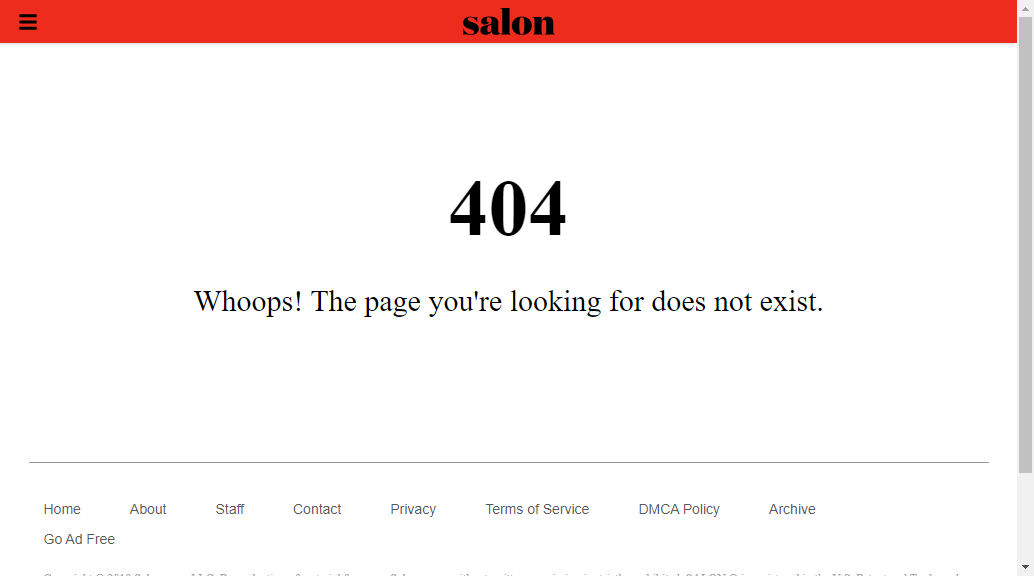 salon
404
Whoops! The page you're looking for does not exist.
Home About Staff Contact Privacy Terms of Service DMCA Policy Archive
Go Ad Free